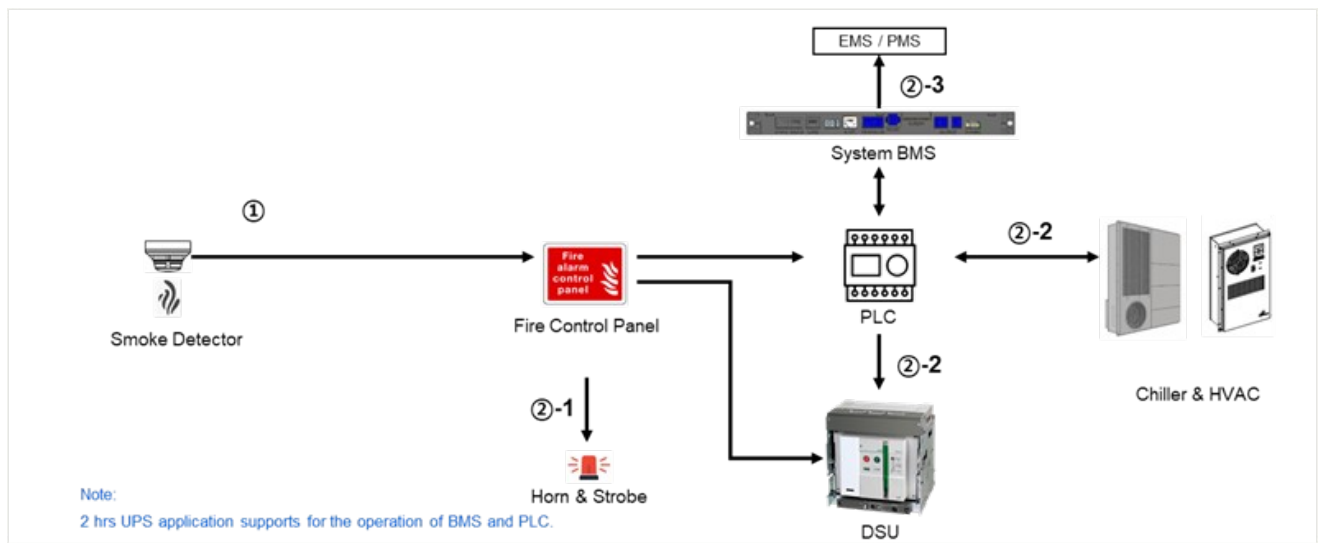 EMS / PMS
②-3
System BMS
①
②-2
Fire
alarm
control
panel
PLC
Fire Control Panel
Smoke Detector
②-2
Chiller & HVAC
②-1
Horn & Strobe
Note:
2 hrs UPS application supports for the operation of BMS and PLC.
DSU